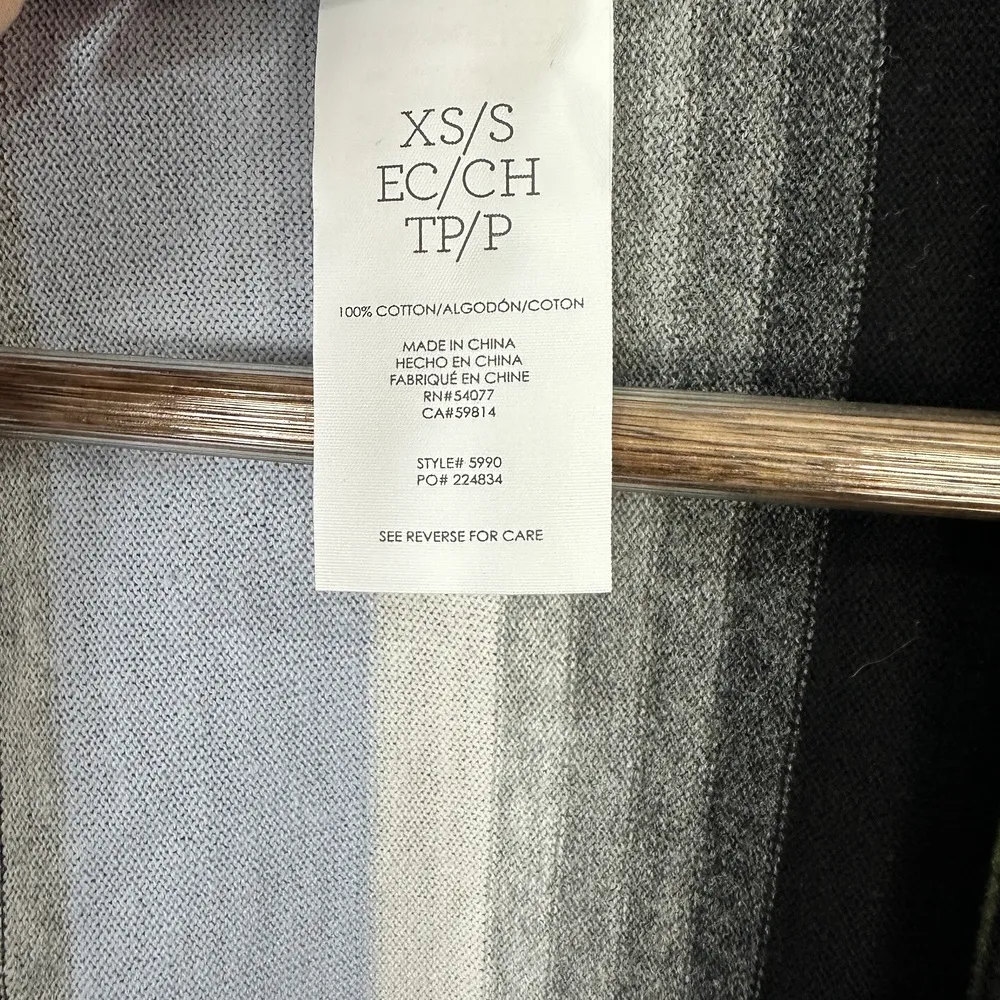 XS/S
EC/CH
TP/P
100% COTTON/ALGODÓN/COTON
MADE IN CHINA
HECHO EN CHINA
FABRIQUÉ EN CHINE
RN#54077
CA#59814
STYLE# 5990
PO# 224834
SEE REVERSE FOR CARE